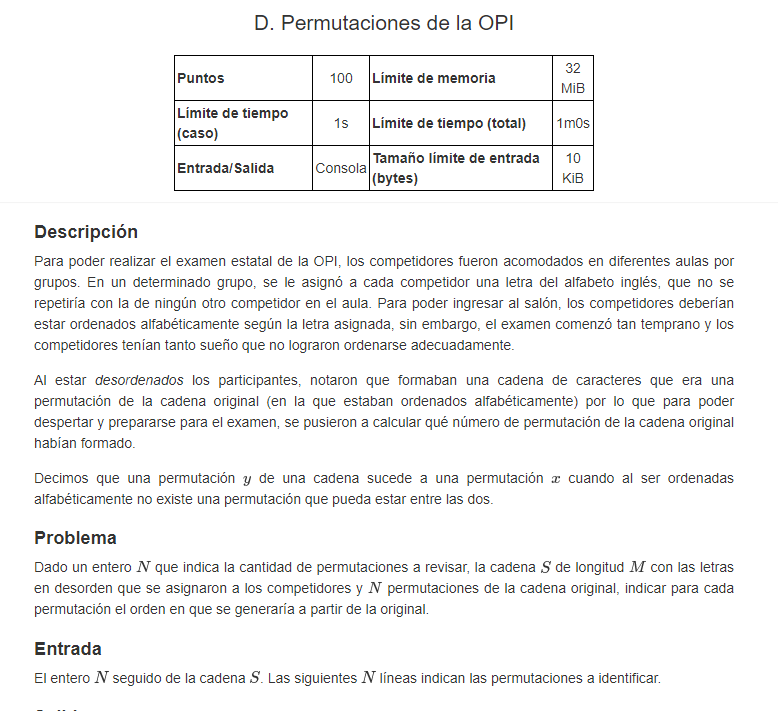 D. Permutaciones de la OPI
Puntos 100 Límite de memoria 32 MiB
Límite de tiempo (caso) 1s Límite de tiempo (total) 1m0s
Entrada/Salida Consola Tamaño límite de entrada (bytes) 10 KiB
Descripción
Para poder realizar el examen estatal de la OPI, los competidores fueron acomodados en diferentes aulas por
grupos. En un determinado grupo, se le asignó a cada competidor una letra del alfabeto inglés, que no se
repetiría con la de ningún otro competidor en el aula. Para poder ingresar al salón, los competidores deberían
estar ordenados alfabéticamente según la letra asignada, sin embargo, el examen comenzó tan temprano y los
competidores tenían tanto sueño que no lograron ordenarse adecuadamente.
Al estar desordenados los participantes, notaron que formaban una cadena de caracteres que era una
permutación de la cadena original (en la que estaban ordenados alfabéticamente) por lo que para poder
despertar y prepararse para el examen, se pusieron a calcular qué número de permutación de la cadena original
habían formado.
Decimos que una permutación y de una cadena sucede a una permutación x cuando al ser ordenadas
alfabéticamente no existe una permutación que pueda estar entre las dos.
Problema
Dado un entero N que indica la cantidad de permutaciones a revisar, la cadena S de longitud M con las letras
en desorden que se asignaron a los competidores y N permutaciones de la cadena original, indicar para cada
permutación el orden en que se generaría a partir de la original.
Entrada
El entero N seguido de la cadena S. Las siguientes N líneas indican las permutaciones a identificar.